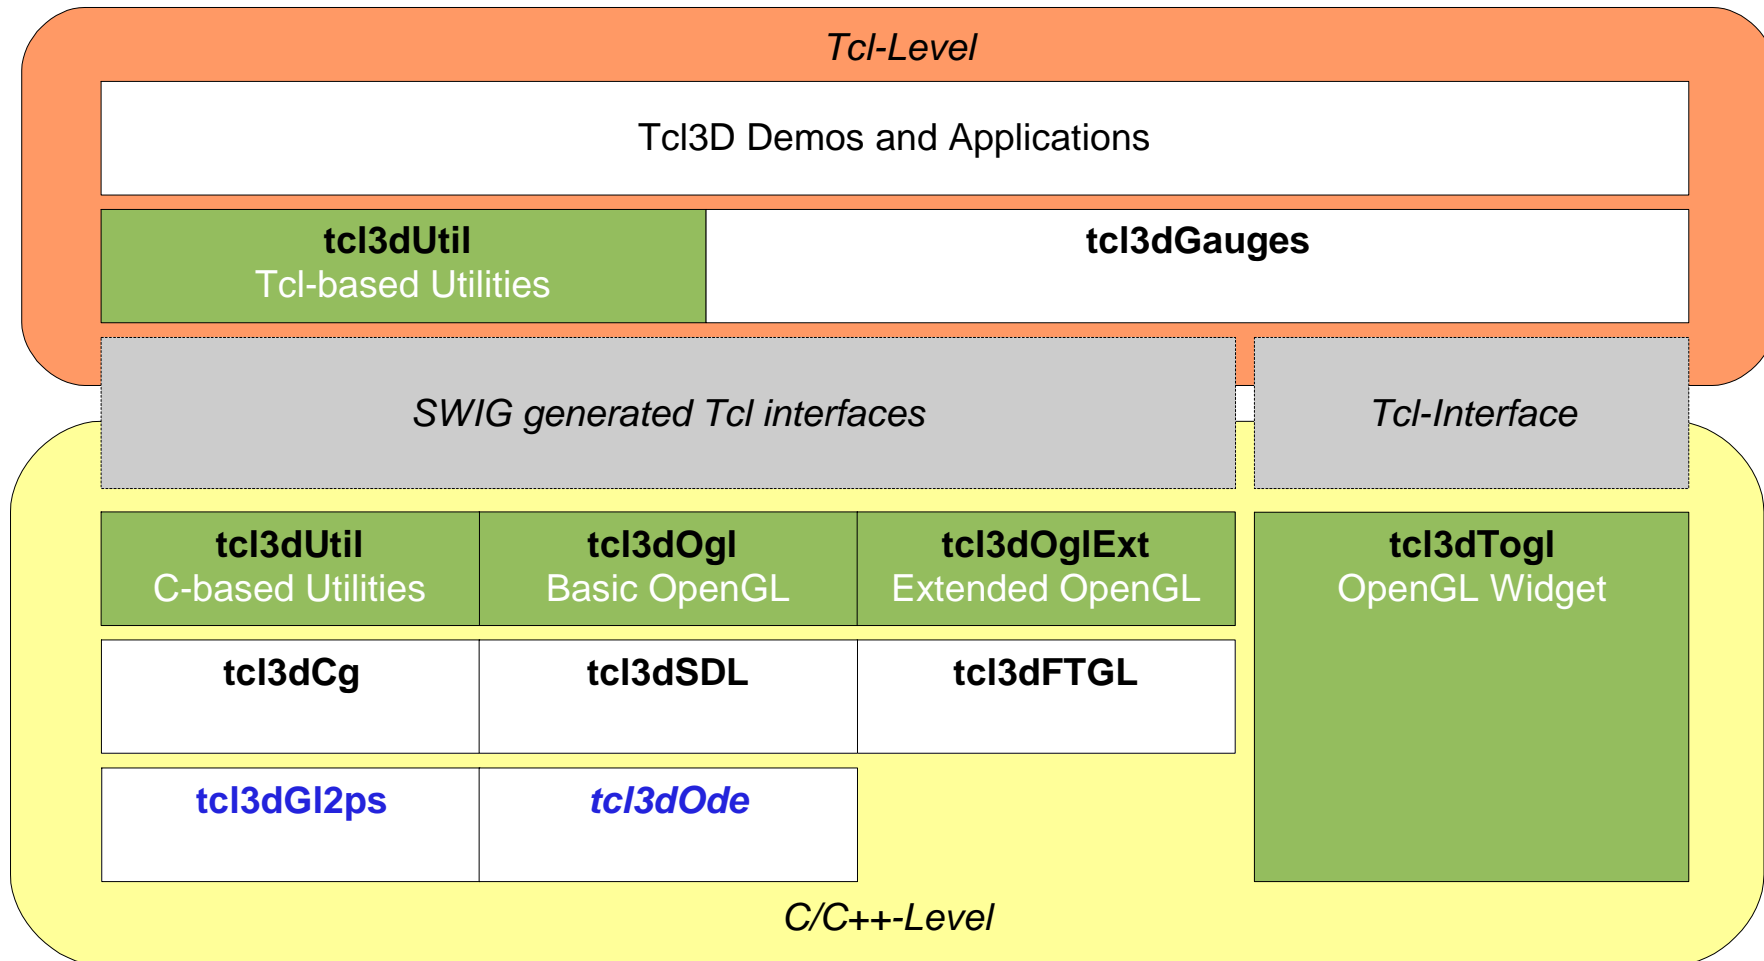 Tcl-Level
Tcl3D Demos and Applications
tcl3dUtil
Tcl-based Utilities
tcl3dGauges
SWIG generated Tcl interfaces
Tcl-Interface
tcl3dUtil
C-based Utilities
tcl3dOgl
Basic OpenGL
tcl3dOglExt
Extended OpenGL
tcl3dTogl
OpenGL Widget
tcl3dCg
tcl3dSDL
tcl3dFTGL
tcl3dGl2ps
tcl3dOde
C/C++-Level